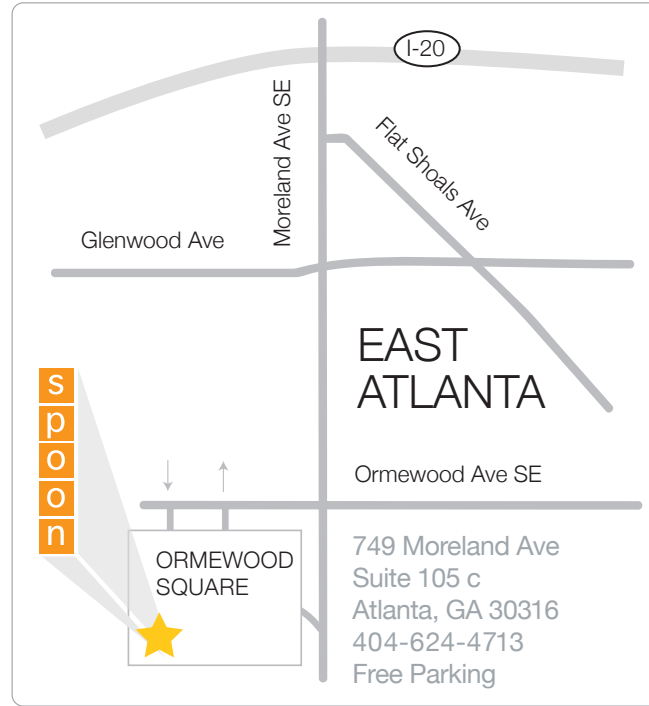 I-20
Moreland Ave SE
Flat Shoals Ave
Glenwood Ave
EAST
ATLANTA
spoon
Ormewood Ave SE
ORMEWOOD
SQUARE
749 Moreland Ave
Suite 105 c
Atlanta, GA 30316
404-624-4713
Free Parking